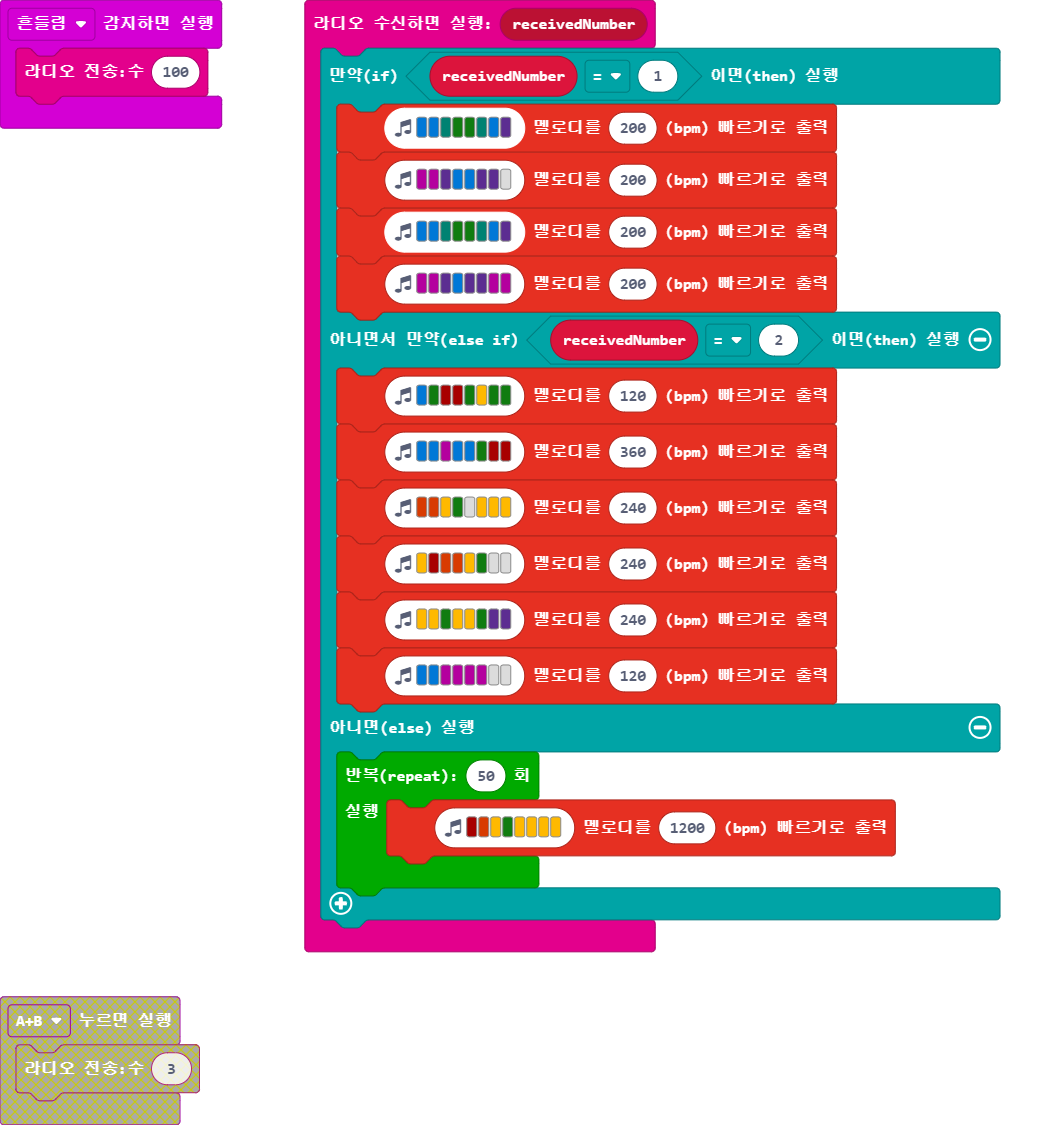 흔들림 감지하면 실행
라디오 전송:수 100
라디오 수신하면 실행: receivedNumber
만약(if) receivedNumber = 1 이면(then) 실행
멜로디를 200 (bpm) 빠르기로 출력
멜로디를 200 (bpm) 빠르기로 출력
멜로디를 200 (bpm) 빠르기로 출력
멜로디를 200 (bpm) 빠르기로 출력
아니면서 만약(else if) receivedNumber = 2 이면(then) 실행
멜로디를 120 (bpm) 빠르기로 출력
멜로디를 360 (bpm) 빠르기로 출력
멜로디를 240 (bpm) 빠르기로 출력
멜로디를 240 (bpm) 빠르기로 출력
멜로디를 240 (bpm) 빠르기로 출력
멜로디를 120 (bpm) 빠르기로 출력
아니면(else) 실행
반복(repeat): 50 회
실행
멜로디를 1200 (bpm) 빠르기로 출력
A+B 누르면 실행
라디오 전송:수 3